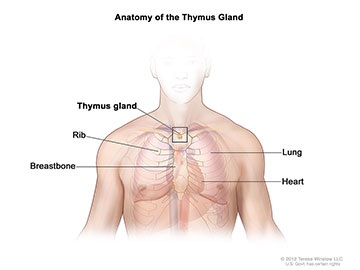 Anatomy of the Thymus Gland
Thymus gland
Rib
Lung
Breastbone
Heart
© 2012 Terese Winslow LLC
U.S. Govt. has certain rights